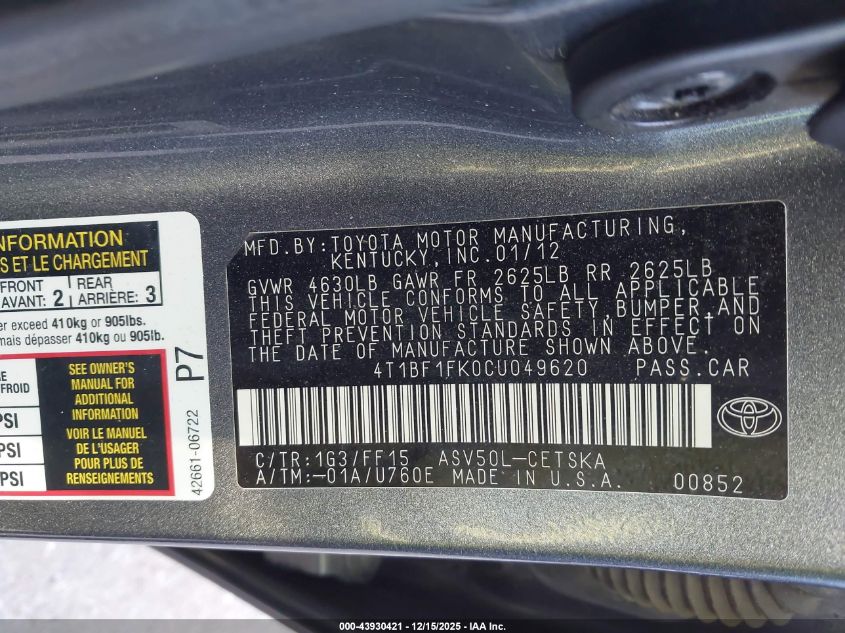 INFORMATION
S ET LE CHARGEMENT
FRONT
AVANT: 2
REAR
ARRIÈRE: 3
er exceed 410kg or 905lbs.
mais dépasser 410kg ou 905lb.
FROID
PSI
PSI
PSI
SEE OWNER'S
MANUAL FOR
ADDITIONAL
INFORMATION
VOIR LE MANUEL
DE L'USAGER
POUR PLUS DE
RENSEIGNEMENTS
P7
42661-06722
MFD.BY:TOYOTA MOTOR MANUFACTURING,
KENTUCKY, INC.01/12
GVWR 4630LB GAWR FR 2625LB RR 2625LB
THIS VEHICLE CONFORMS TO ALL APPLICABLE
FEDERAL MOTOR VEHICLE SAFETY,BUMPER,AND
THEFT PREVENTION STANDARDS IN EFFECT ON
THE DATE OF MANUFACTURE SHOWN ABOVE.
4T1BF1FK0CU049620 PASS.CAR
C/TR:1G3/FF15 ASV50L-CETSKA
A/TM:-01A/U760E MADE IN U.S.A. 00852
000-43930421 - 12/15/2025 - IAA Inc.